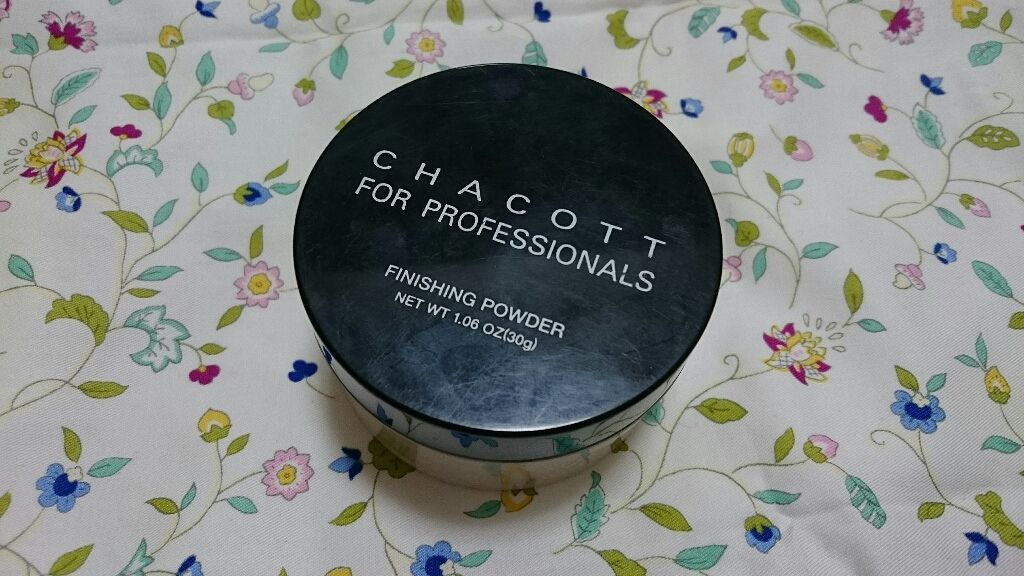 CHACOTT
FOR PROFESSIONALS
FINISHING POWDER
NET WT 1.06 OZ(30g)